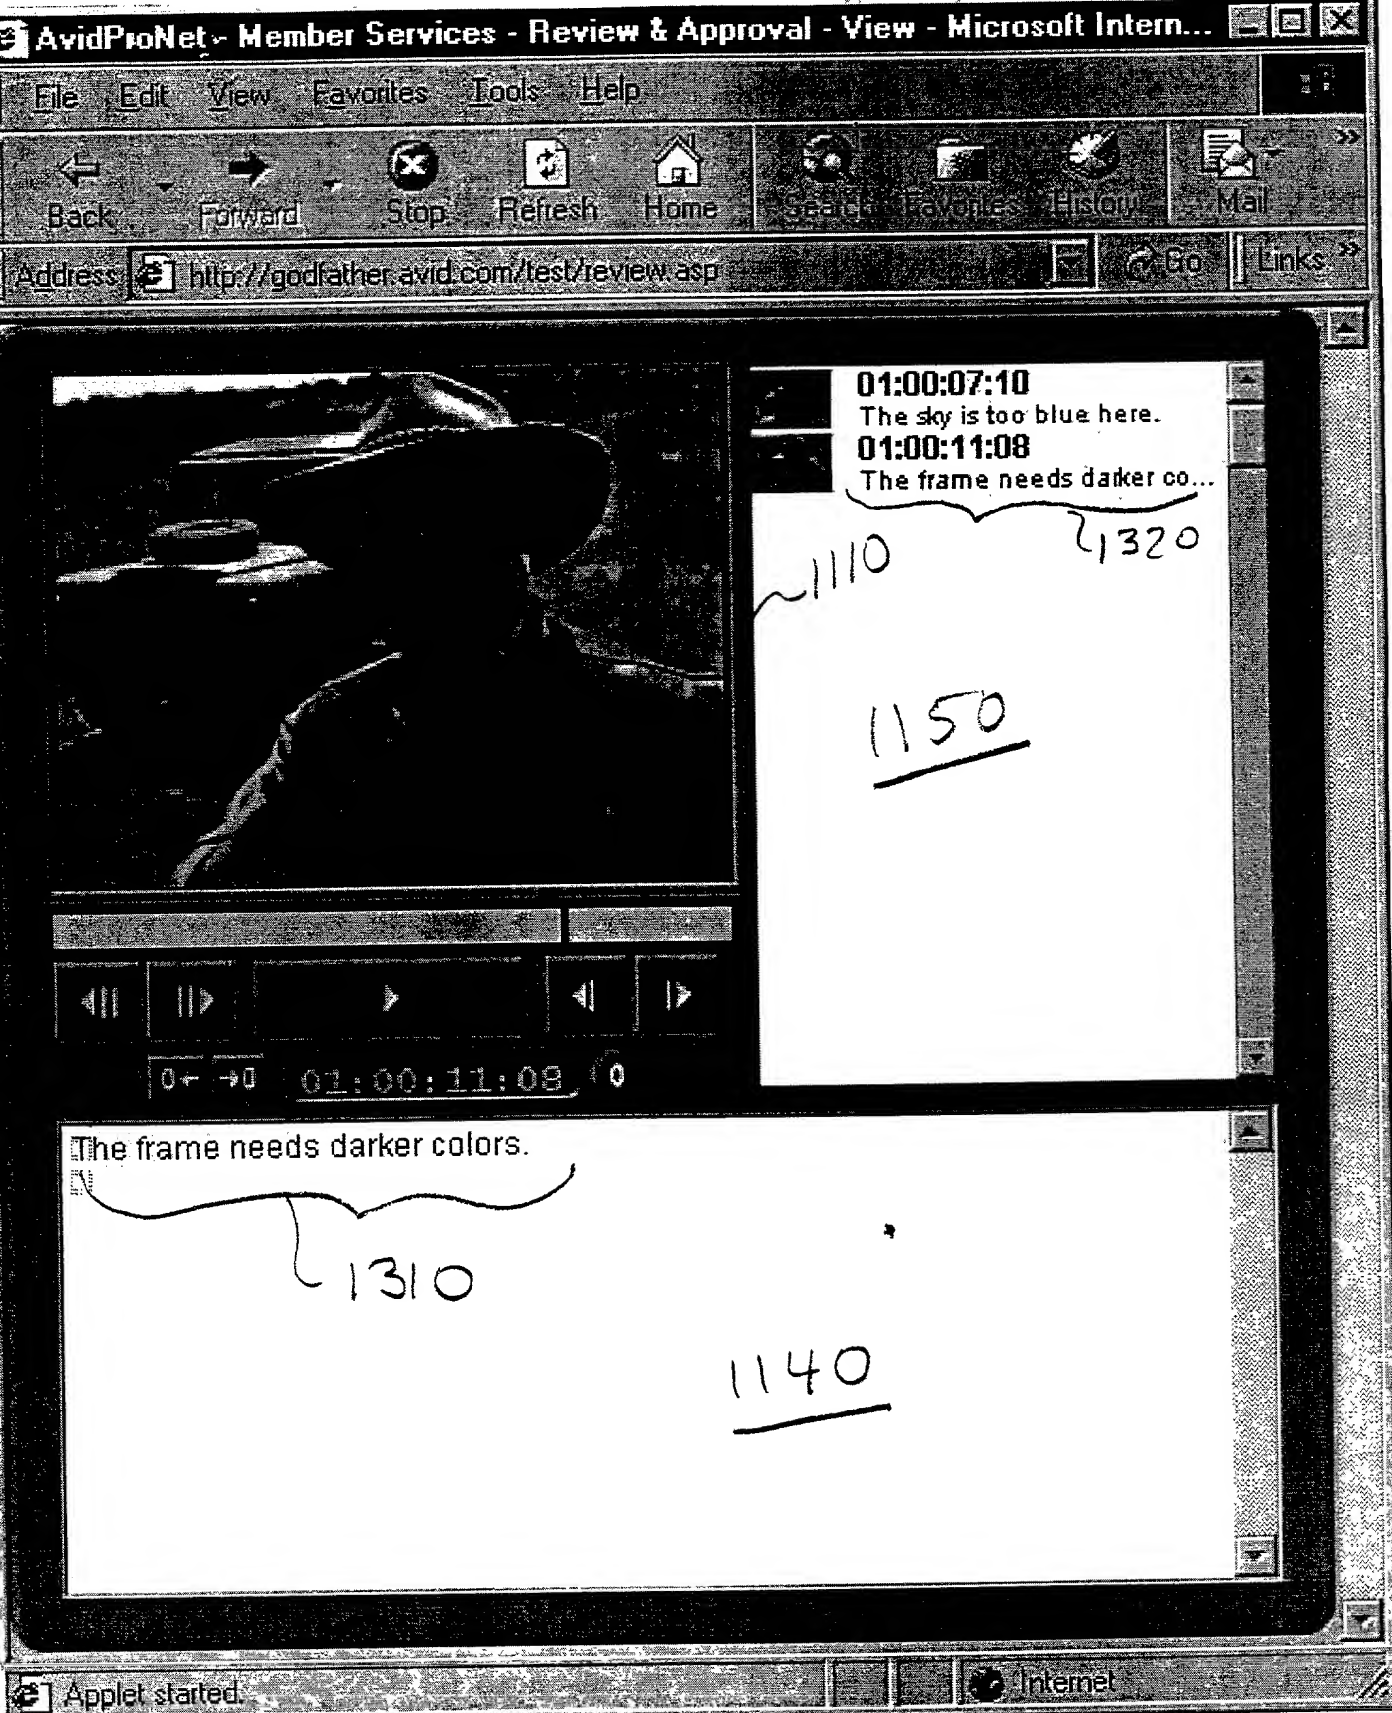 AvidProNet - Member Services - Review & Approval - View - Microsoft Intern...
File Edit View Favorites Tools Help
Back Forward Stop Refresh Home Search Favorites History Mail
Address http://godfather.avid.com/test/review.asp Go Links
01:00:07:10
The sky is too blue here.
01:00:11:08
The frame needs darker co...
1320
1110
1150
01:00:11:08 0
The frame needs darker colors.
1310
1140
Applet started. Internet